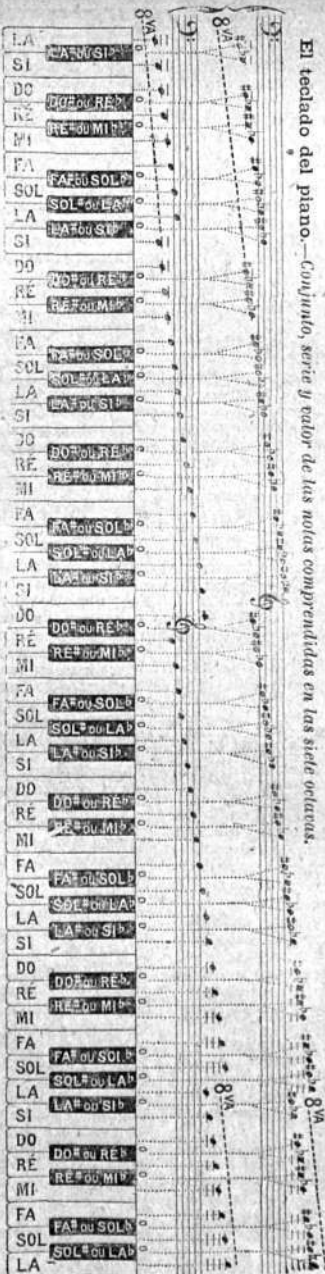 El teclado del piano.—Conjunto, serie y valor de las notas comprendidas en las siete octavas.
8VA
8VA
8VA
8VA
LA
LA# ou SI♭
SI
DO
DO# ou RÉ♭
RÉ
RÉ# ou MI♭
MI
FA
FA# ou SOL♭
SOL
SOL# ou LA♭
LA
LA# ou SI♭
SI
DO
DO# ou RÉ♭
RÉ
RÉ# ou MI♭
MI
FA
FA# ou SOL♭
SOL
SOL# ou LA♭
LA
LA# ou SI♭
SI
DO
DO# ou RÉ♭
RÉ
RÉ# ou MI♭
MI
FA
FA# ou SOL♭
SOL
SOL# ou LA♭
LA
LA# ou SI♭
SI
DO
DO# ou RÉ♭
RÉ
RÉ# ou MI♭
MI
FA
FA# ou SOL♭
SOL
SOL# ou LA♭
LA
LA# ou SI♭
SI
DO
DO# ou RÉ♭
RÉ
RÉ# ou MI♭
MI
FA
FA# ou SOL♭
SOL
SOL# ou LA♭
LA
LA# ou SI♭
SI
DO
DO# ou RÉ♭
RÉ
RÉ# ou MI♭
MI
FA
FA# ou SOL♭
SOL
SOL# ou LA♭
LA
LA# ou SI♭
SI
DO
DO# ou RÉ♭
RÉ
RÉ# ou MI♭
MI
FA
FA# ou SOL♭
SOL
SOL# ou LA♭
LA